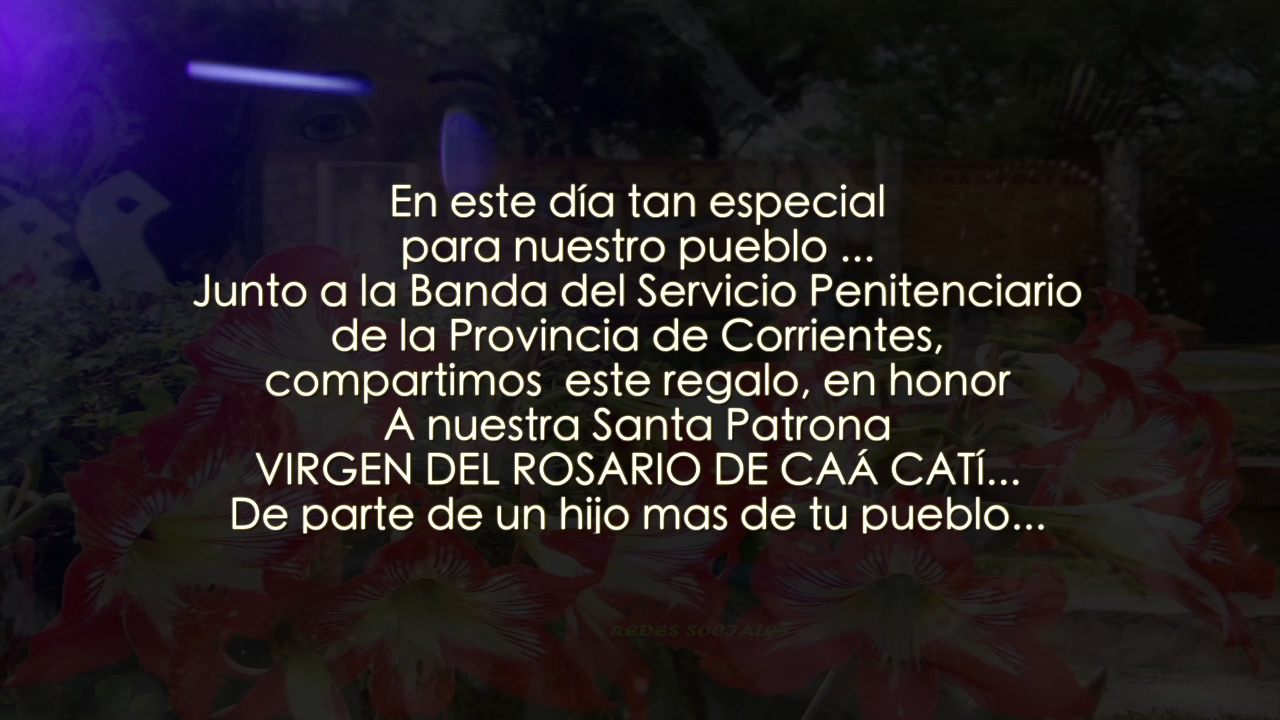 En este día tan especial
para nuestro pueblo ...
Junto a la Banda del Servicio Penitenciario
de la Provincia de Corrientes,
compartimos  este regalo, en honor
A nuestra Santa Patrona
VIRGEN DEL ROSARIO DE CAÁ CATÍ...
De parte de un hijo mas de tu pueblo...
REDES SOCIALES